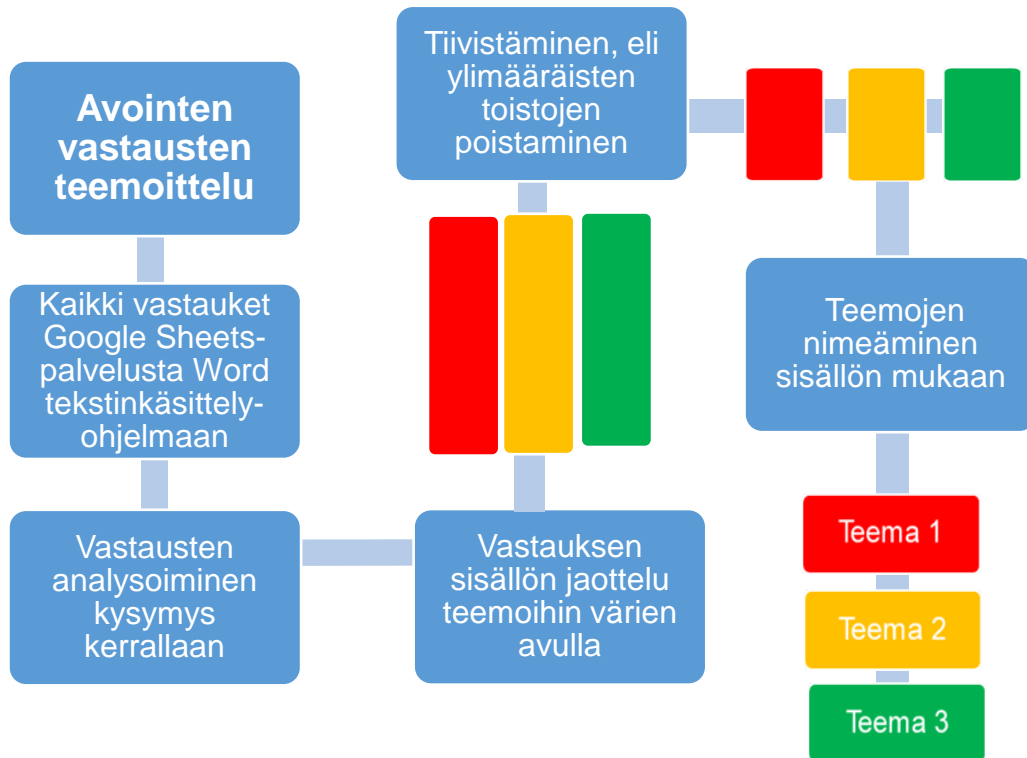 Avointen
vastausten
teemoittelu
Kaikki vastauket
Google Sheets-
palvelusta Word
tekstinkäsittely-
ohjelmaan
Vastausten
analysoiminen
kysymys
kerrallaan
Vastauksen
sisällön jaottelu
teemoihin värien
avulla
Tiivistäminen, eli
ylimääräisten
toistojen
poistaminen
Teemojen
nimeäminen
sisällön mukaan
Teema 1
Teema 2
Teema 3